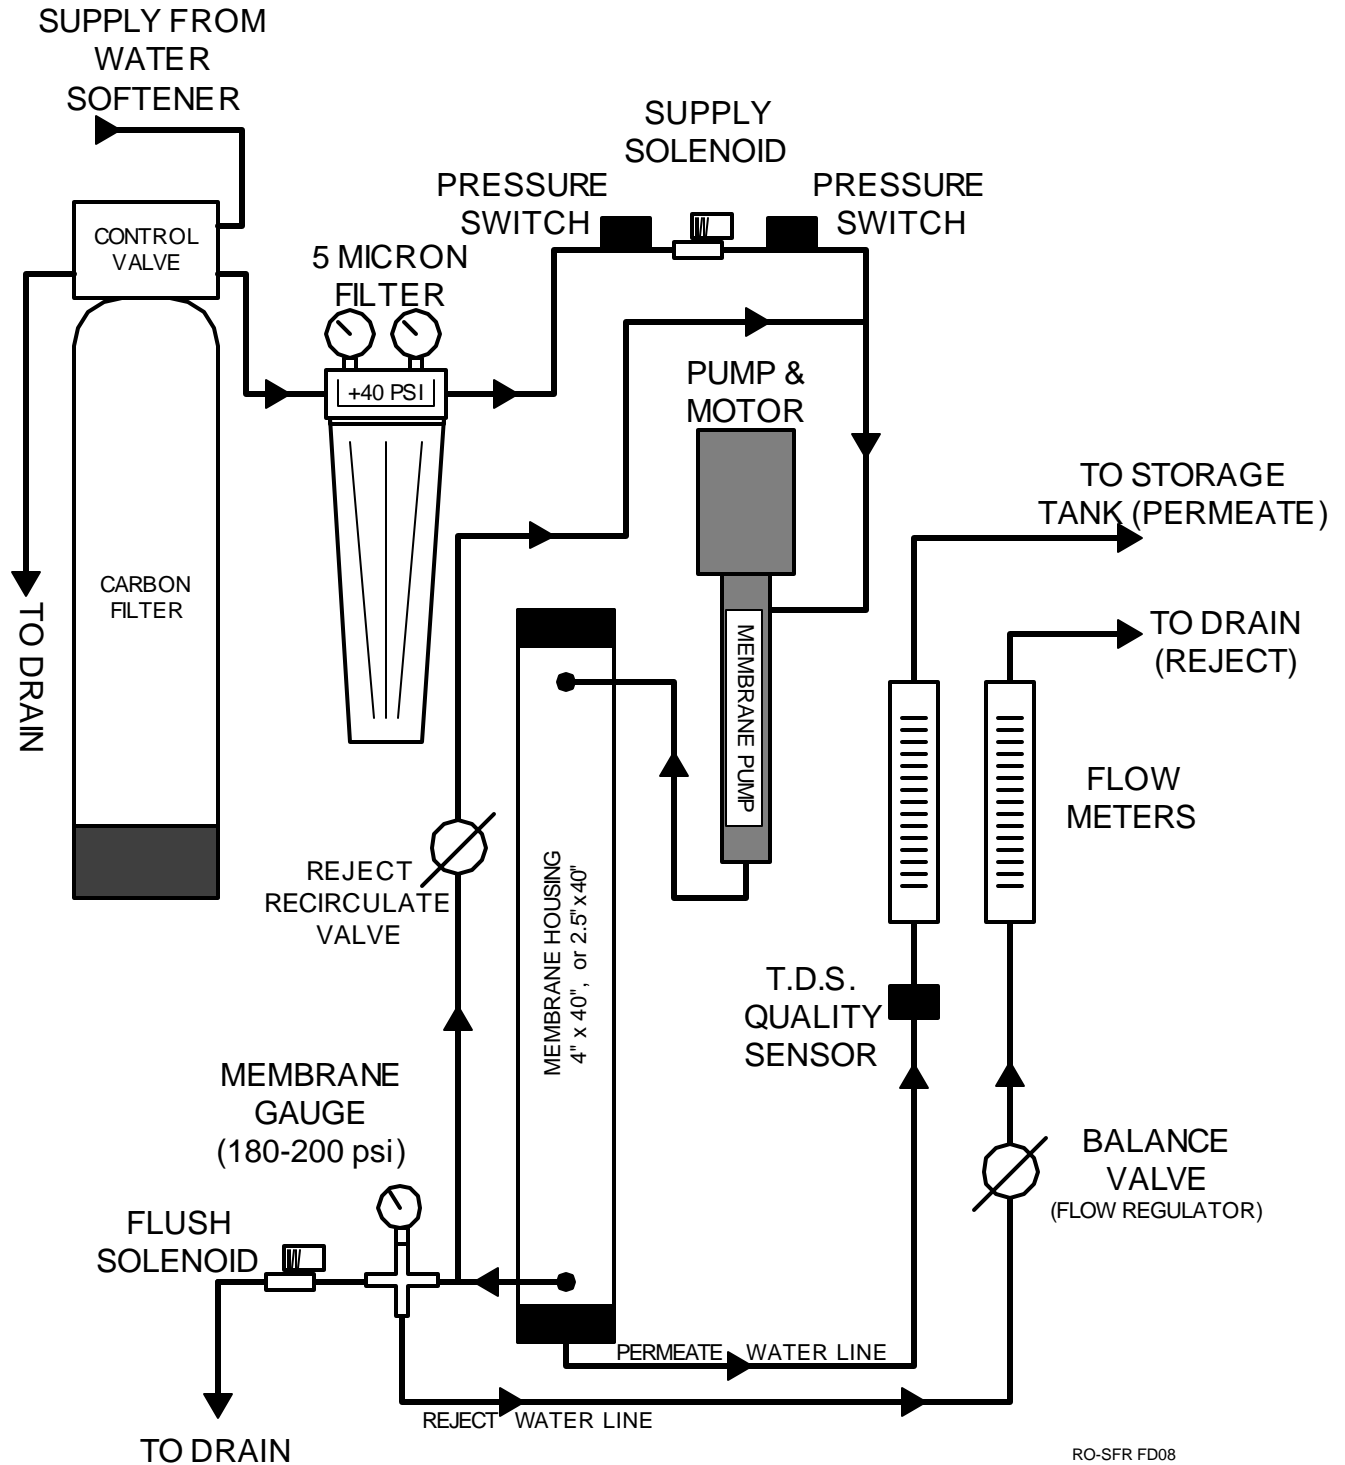 SUPPLY FROM
WATER
SOFTENER
SUPPLY
SOLENOID
PRESSURE
SWITCH
PRESSURE
SWITCH
CONTROL
VALVE
5 MICRON
FILTER
+40 PSI
PUMP &
MOTOR
TO STORAGE
TANK (PERMEATE)
CARBON
FILTER
TO DRAIN
MEMBRANE PUMP
TO DRAIN
(REJECT)
FLOW
METERS
REJECT
RECIRCULATE
VALVE
MEMBRANE HOUSING
4" x 40", or 2.5"x40"
T.D.S.
QUALITY
SENSOR
MEMBRANE
GAUGE
(180-200 psi)
BALANCE
VALVE
(FLOW REGULATOR)
FLUSH
SOLENOID
PERMEATE WATER LINE
REJECT WATER LINE
TO DRAIN
RO-SFR FD08